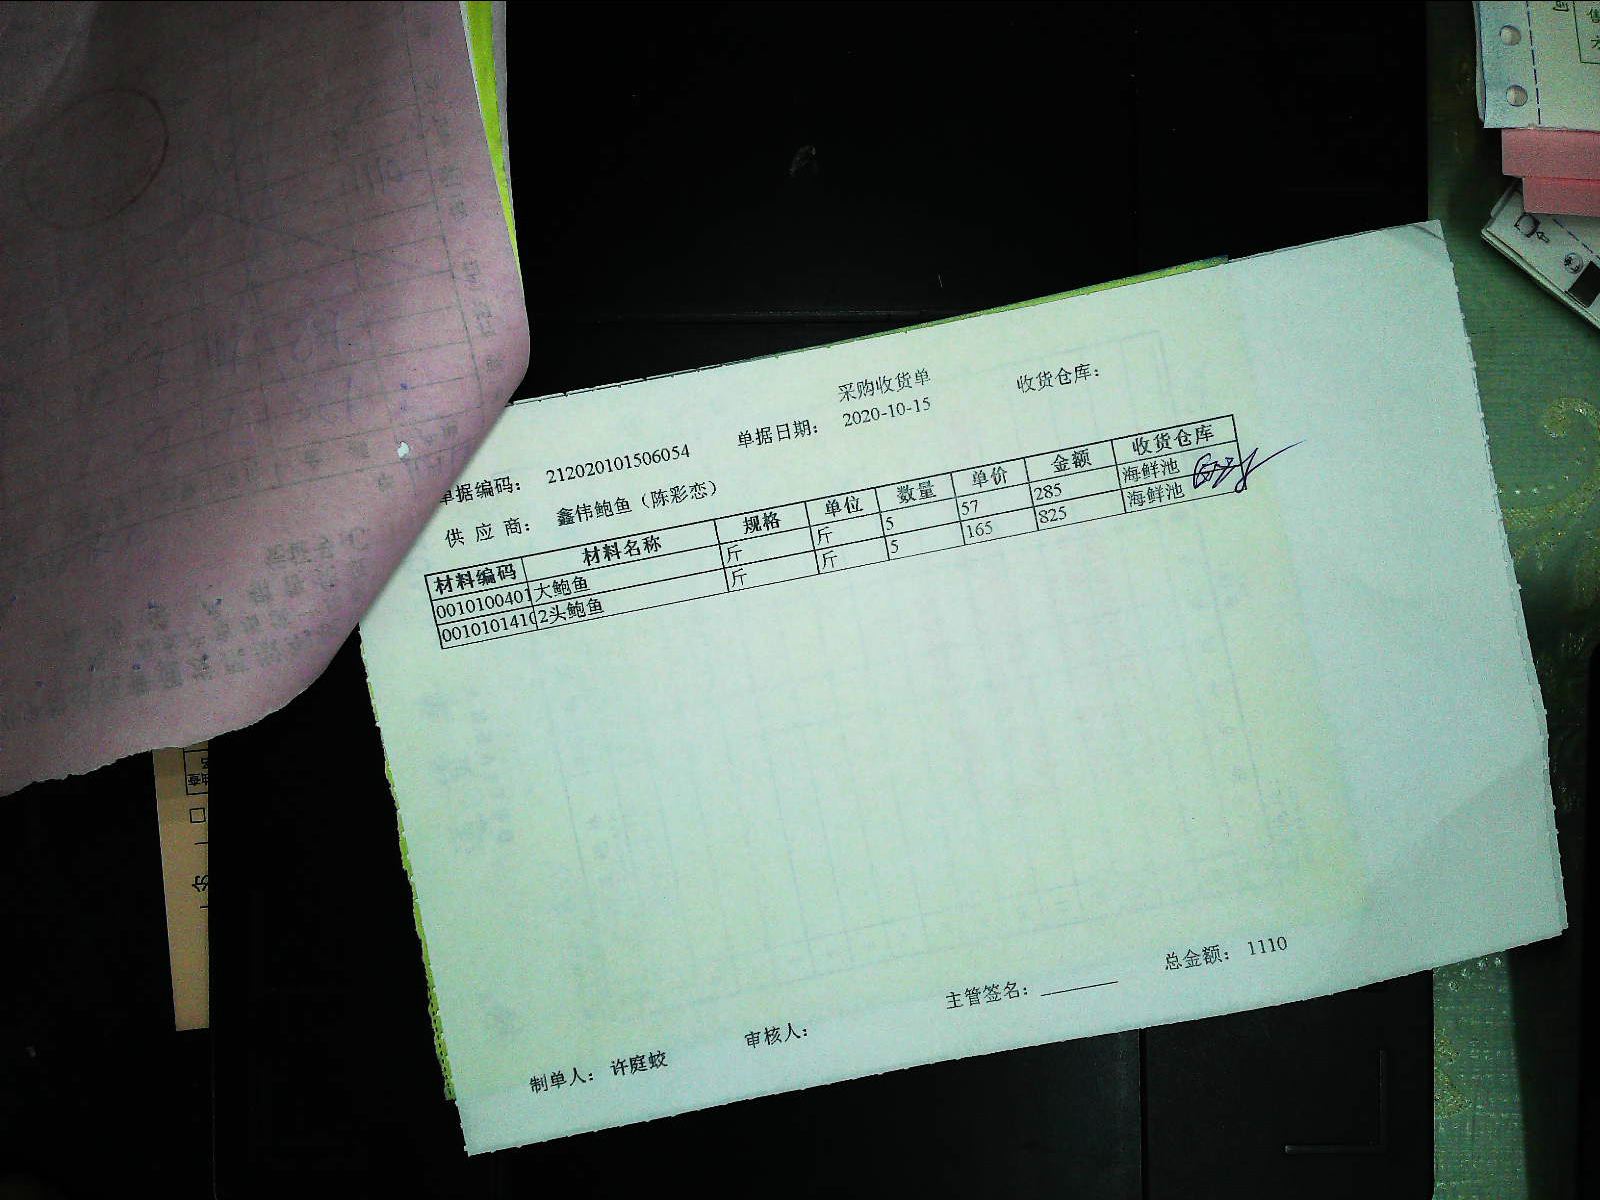 采购收货单
单据编码： 212020101506054 单据日期： 2020-10-15 收货仓库：
供 应 商： 鑫伟鲍鱼（陈彩恋）
材料编码 材料名称 规格 单位 数量 单价 金额 收货仓库
0010100401 大鲍鱼 斤 斤 5 57 285 海鲜池
001010141 2头鲍鱼 斤 斤 5 165 825 海鲜池
总金额： 1110
制单人： 许庭蛟 审核人： 主管签名：